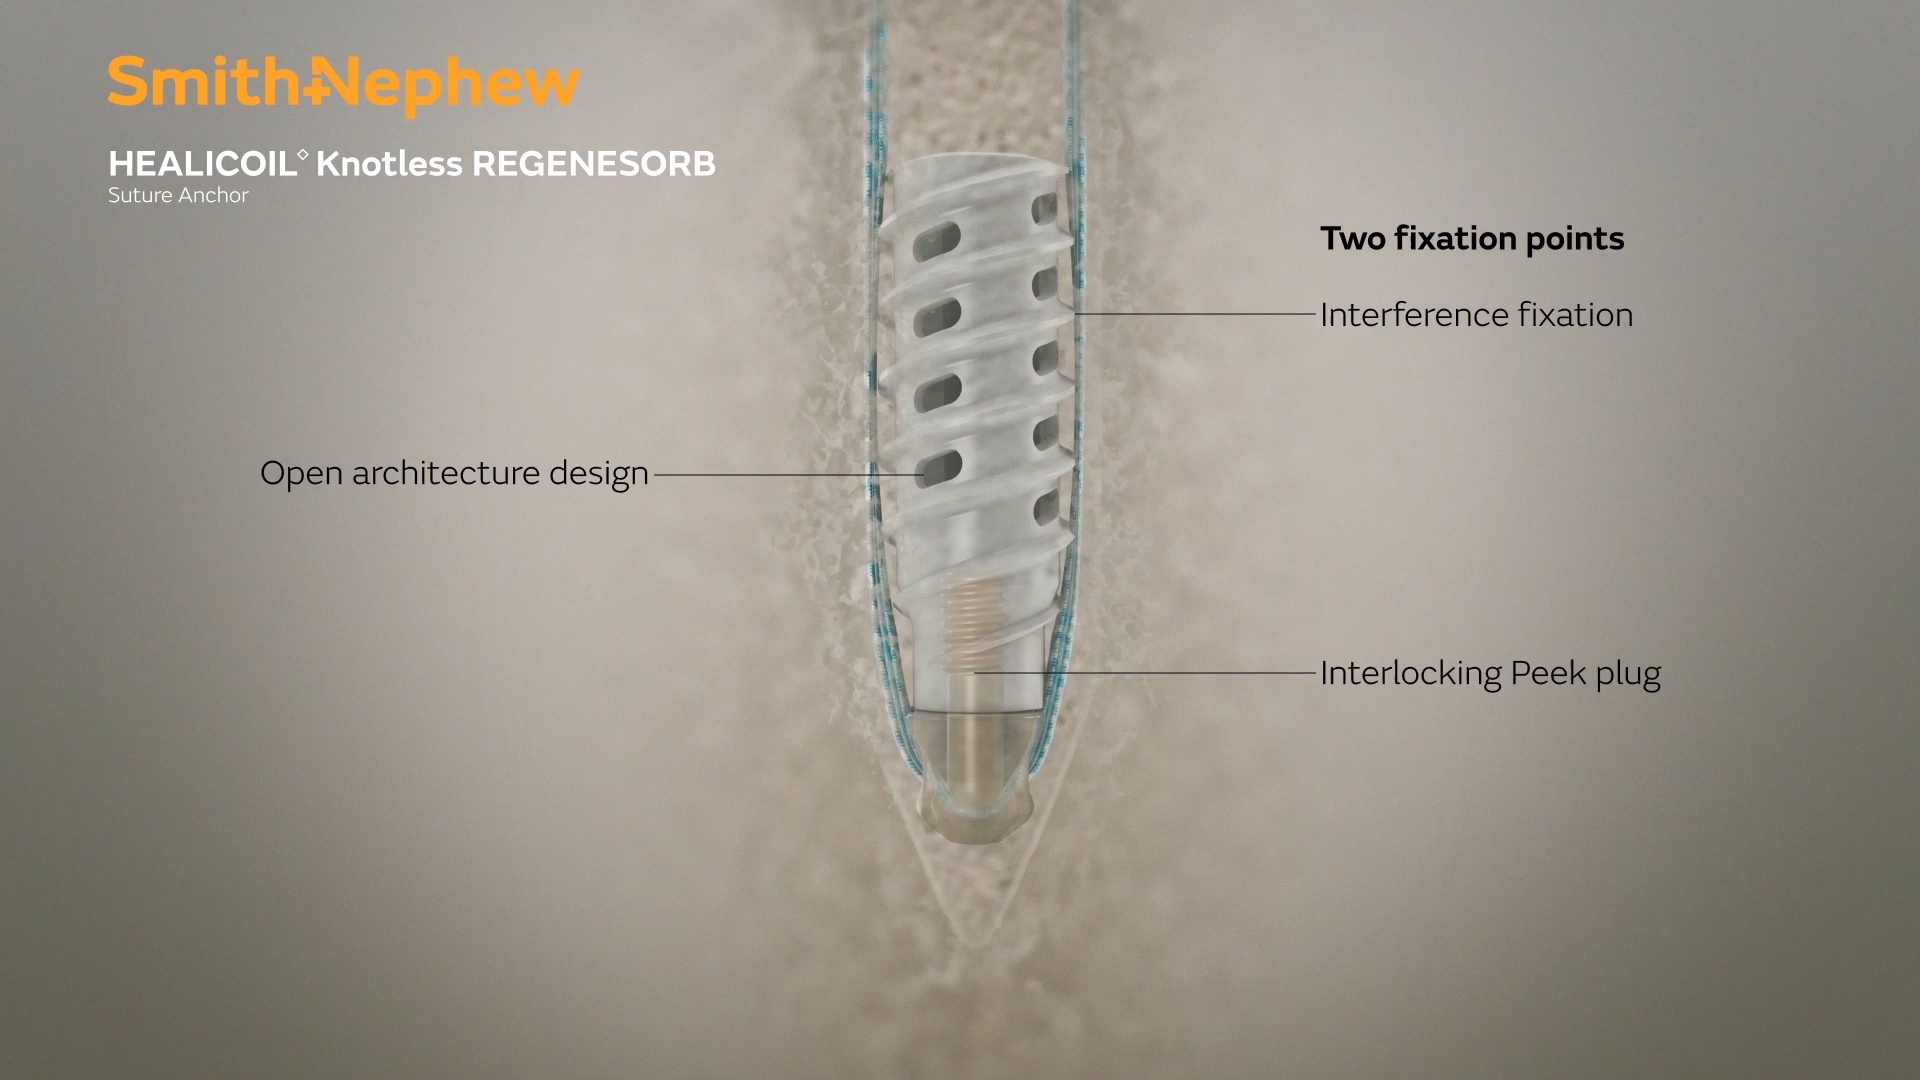 Smith+Nephew
HEALICOIL◇ Knotless REGENESORB
Suture Anchor
Two fixation points
Interference fixation
Open architecture design
Interlocking Peek plug